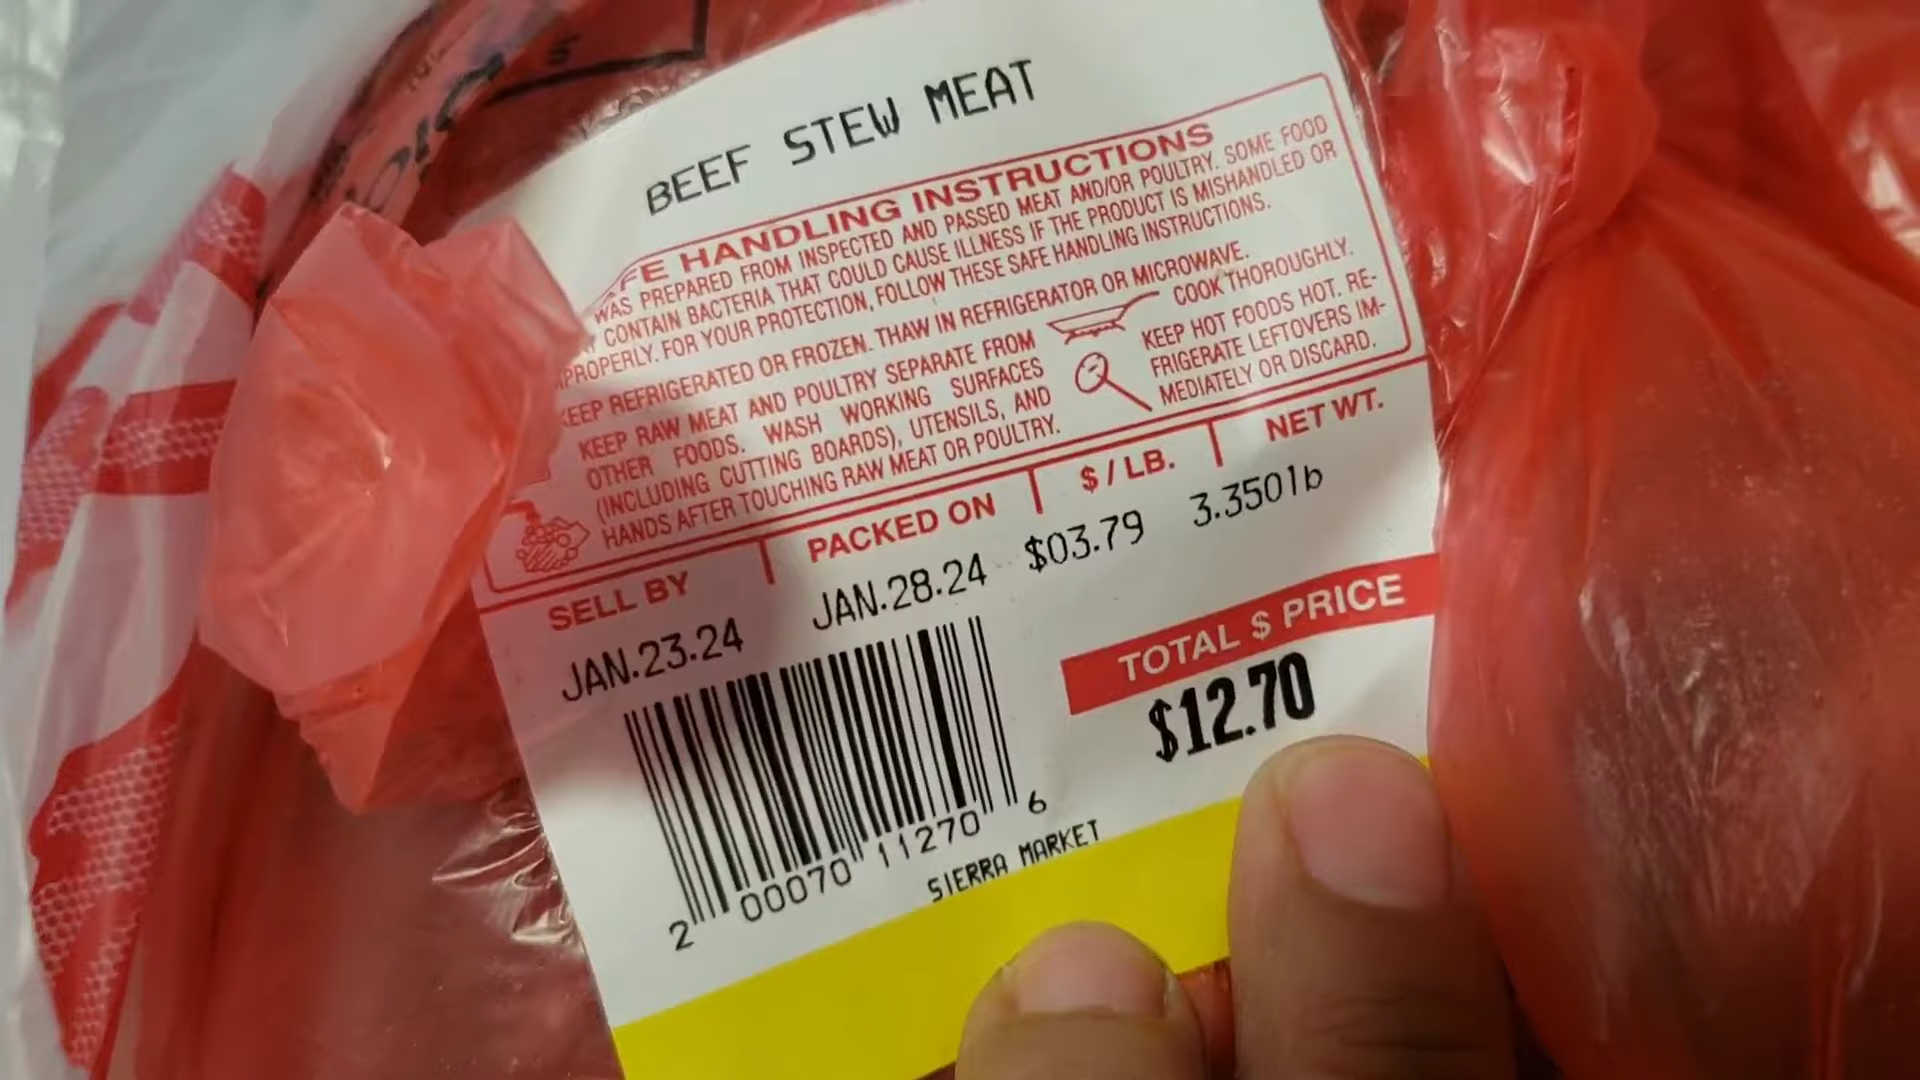 BEEF STEW MEAT
FE HANDLING INSTRUCTIONS
WAS PREPARED FROM INSPECTED AND PASSED MEAT AND/OR POULTRY. SOME FOOD
Y CONTAIN BACTERIA THAT COULD CAUSE ILLNESS IF THE PRODUCT IS MISHANDLED OR
PROPERLY. FOR YOUR PROTECTION, FOLLOW THESE SAFE HANDLING INSTRUCTIONS.
KEEP REFRIGERATED OR FROZEN. THAW IN REFRIGERATOR OR MICROWAVE.
KEEP RAW MEAT AND POULTRY SEPARATE FROM
OTHER FOODS. WASH WORKING SURFACES
(INCLUDING CUTTING BOARDS), UTENSILS, AND
HANDS AFTER TOUCHING RAW MEAT OR POULTRY.
COOK THOROUGHLY.
KEEP HOT FOODS HOT. RE-
FRIGERATE LEFTOVERS IM-
MEDIATELY OR DISCARD.
SELL BY PACKED ON $ / LB. NET WT.
JAN.23.24 JAN.28.24 $03.79 3.350lb
TOTAL $ PRICE
$12.70
2 00070 11270 6
SIERRA MARKET